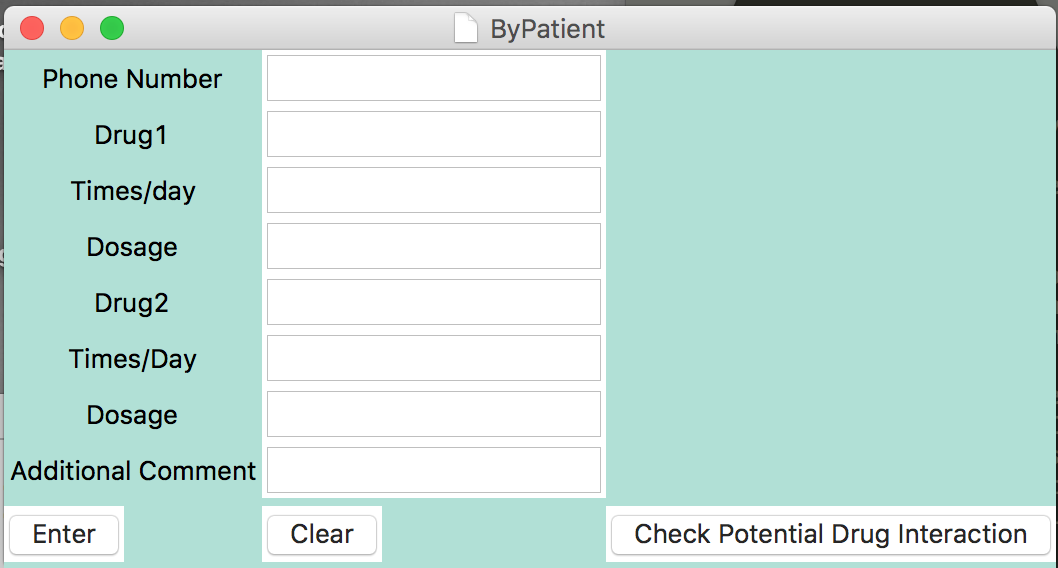 ByPatient
Phone Number
Drug1
Times/day
Dosage
Drug2
Times/Day
Dosage
Additional Comment
Enter Clear Check Potential Drug Interaction